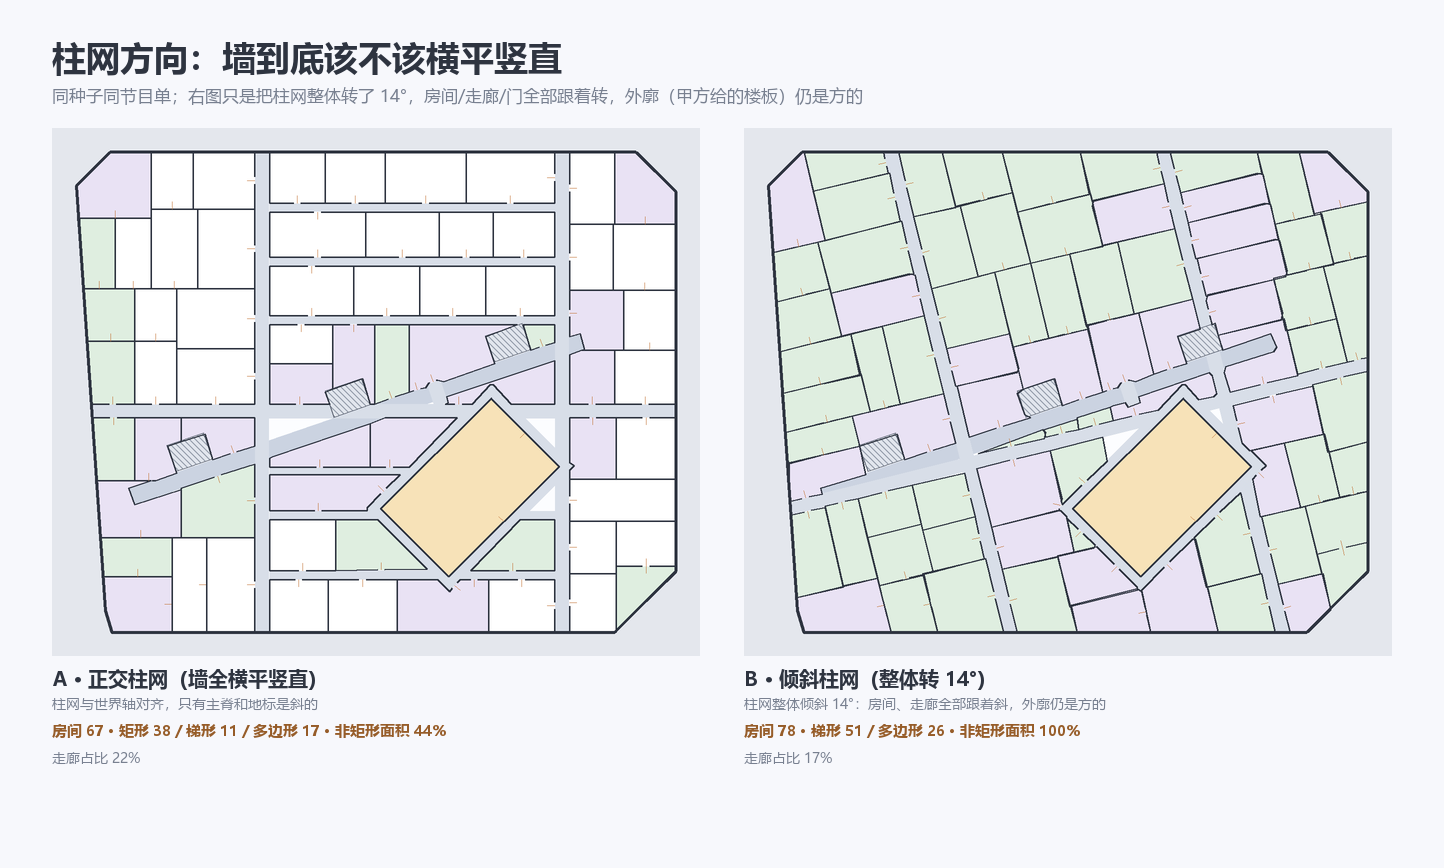 柱网方向：墙到底该不该横平竖直
同种子同节目单；右图只是把柱网整体转了 14°，房间/走廊/门全部跟着转，外廓（甲方给的楼板）仍是方的
A • 正交柱网（墙全横平竖直）
柱网与世界轴对齐，只有主脊和地标是斜的
房间 67 • 矩形 38 / 梯形 11 / 多边形 17 • 非矩形面积 44%
走廊占比 22%
B • 倾斜柱网（整体转 14°）
柱网整体倾斜 14°：房间、走廊全部跟着斜，外廓仍是方的
房间 78 • 梯形 51 / 多边形 26 • 非矩形面积 100%
走廊占比 17%